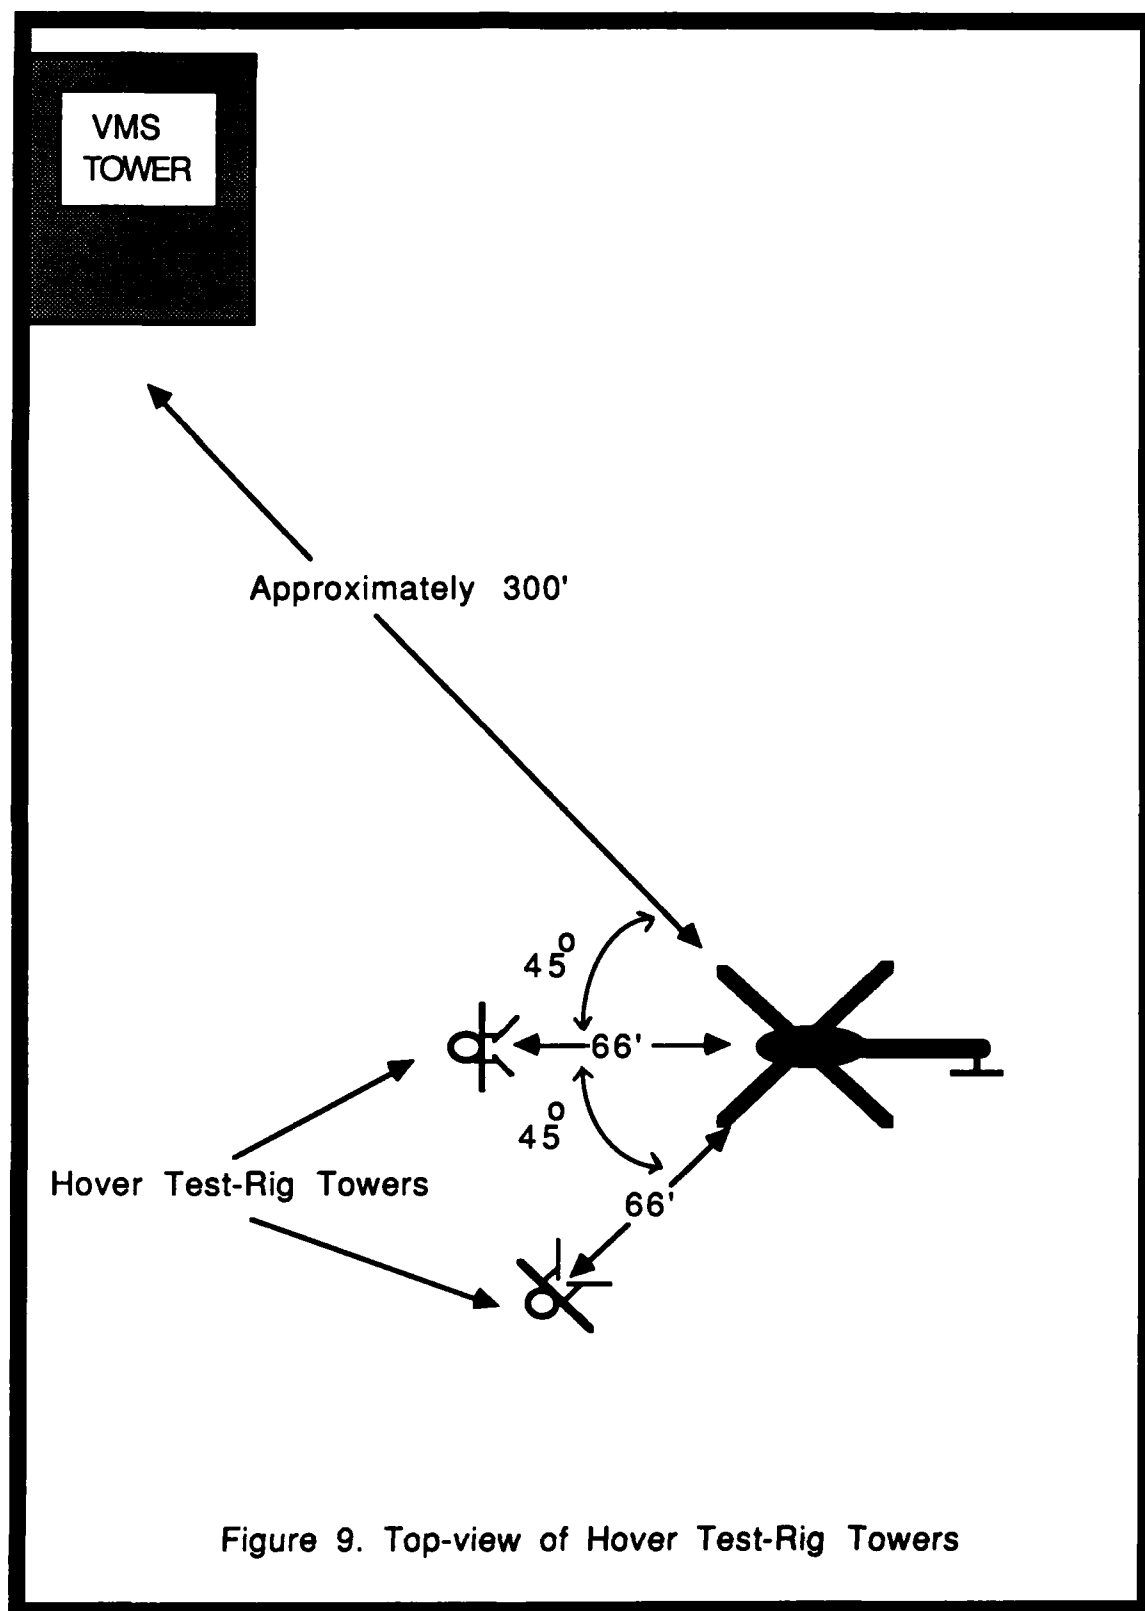 VMS
TOWER
Approximately 300'
45°
66'
45°
Hover Test-Rig Towers
66'
Figure 9. Top-view of Hover Test-Rig Towers